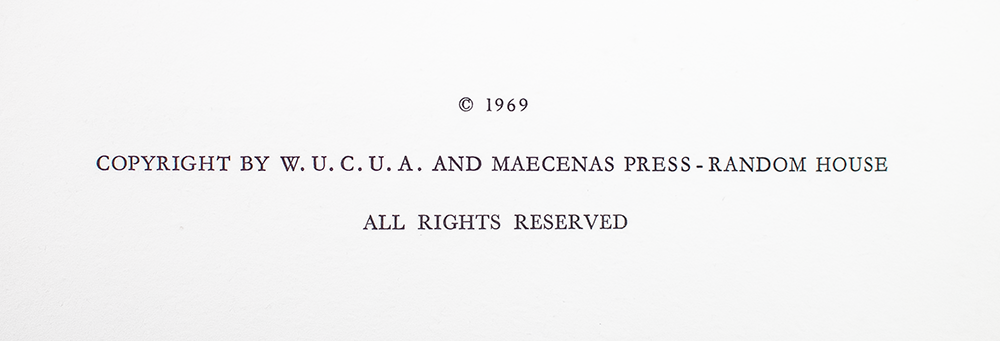 © 1969
COPYRIGHT BY W. U. C. U. A. AND MAECENAS PRESS - RANDOM HOUSE
ALL RIGHTS RESERVED